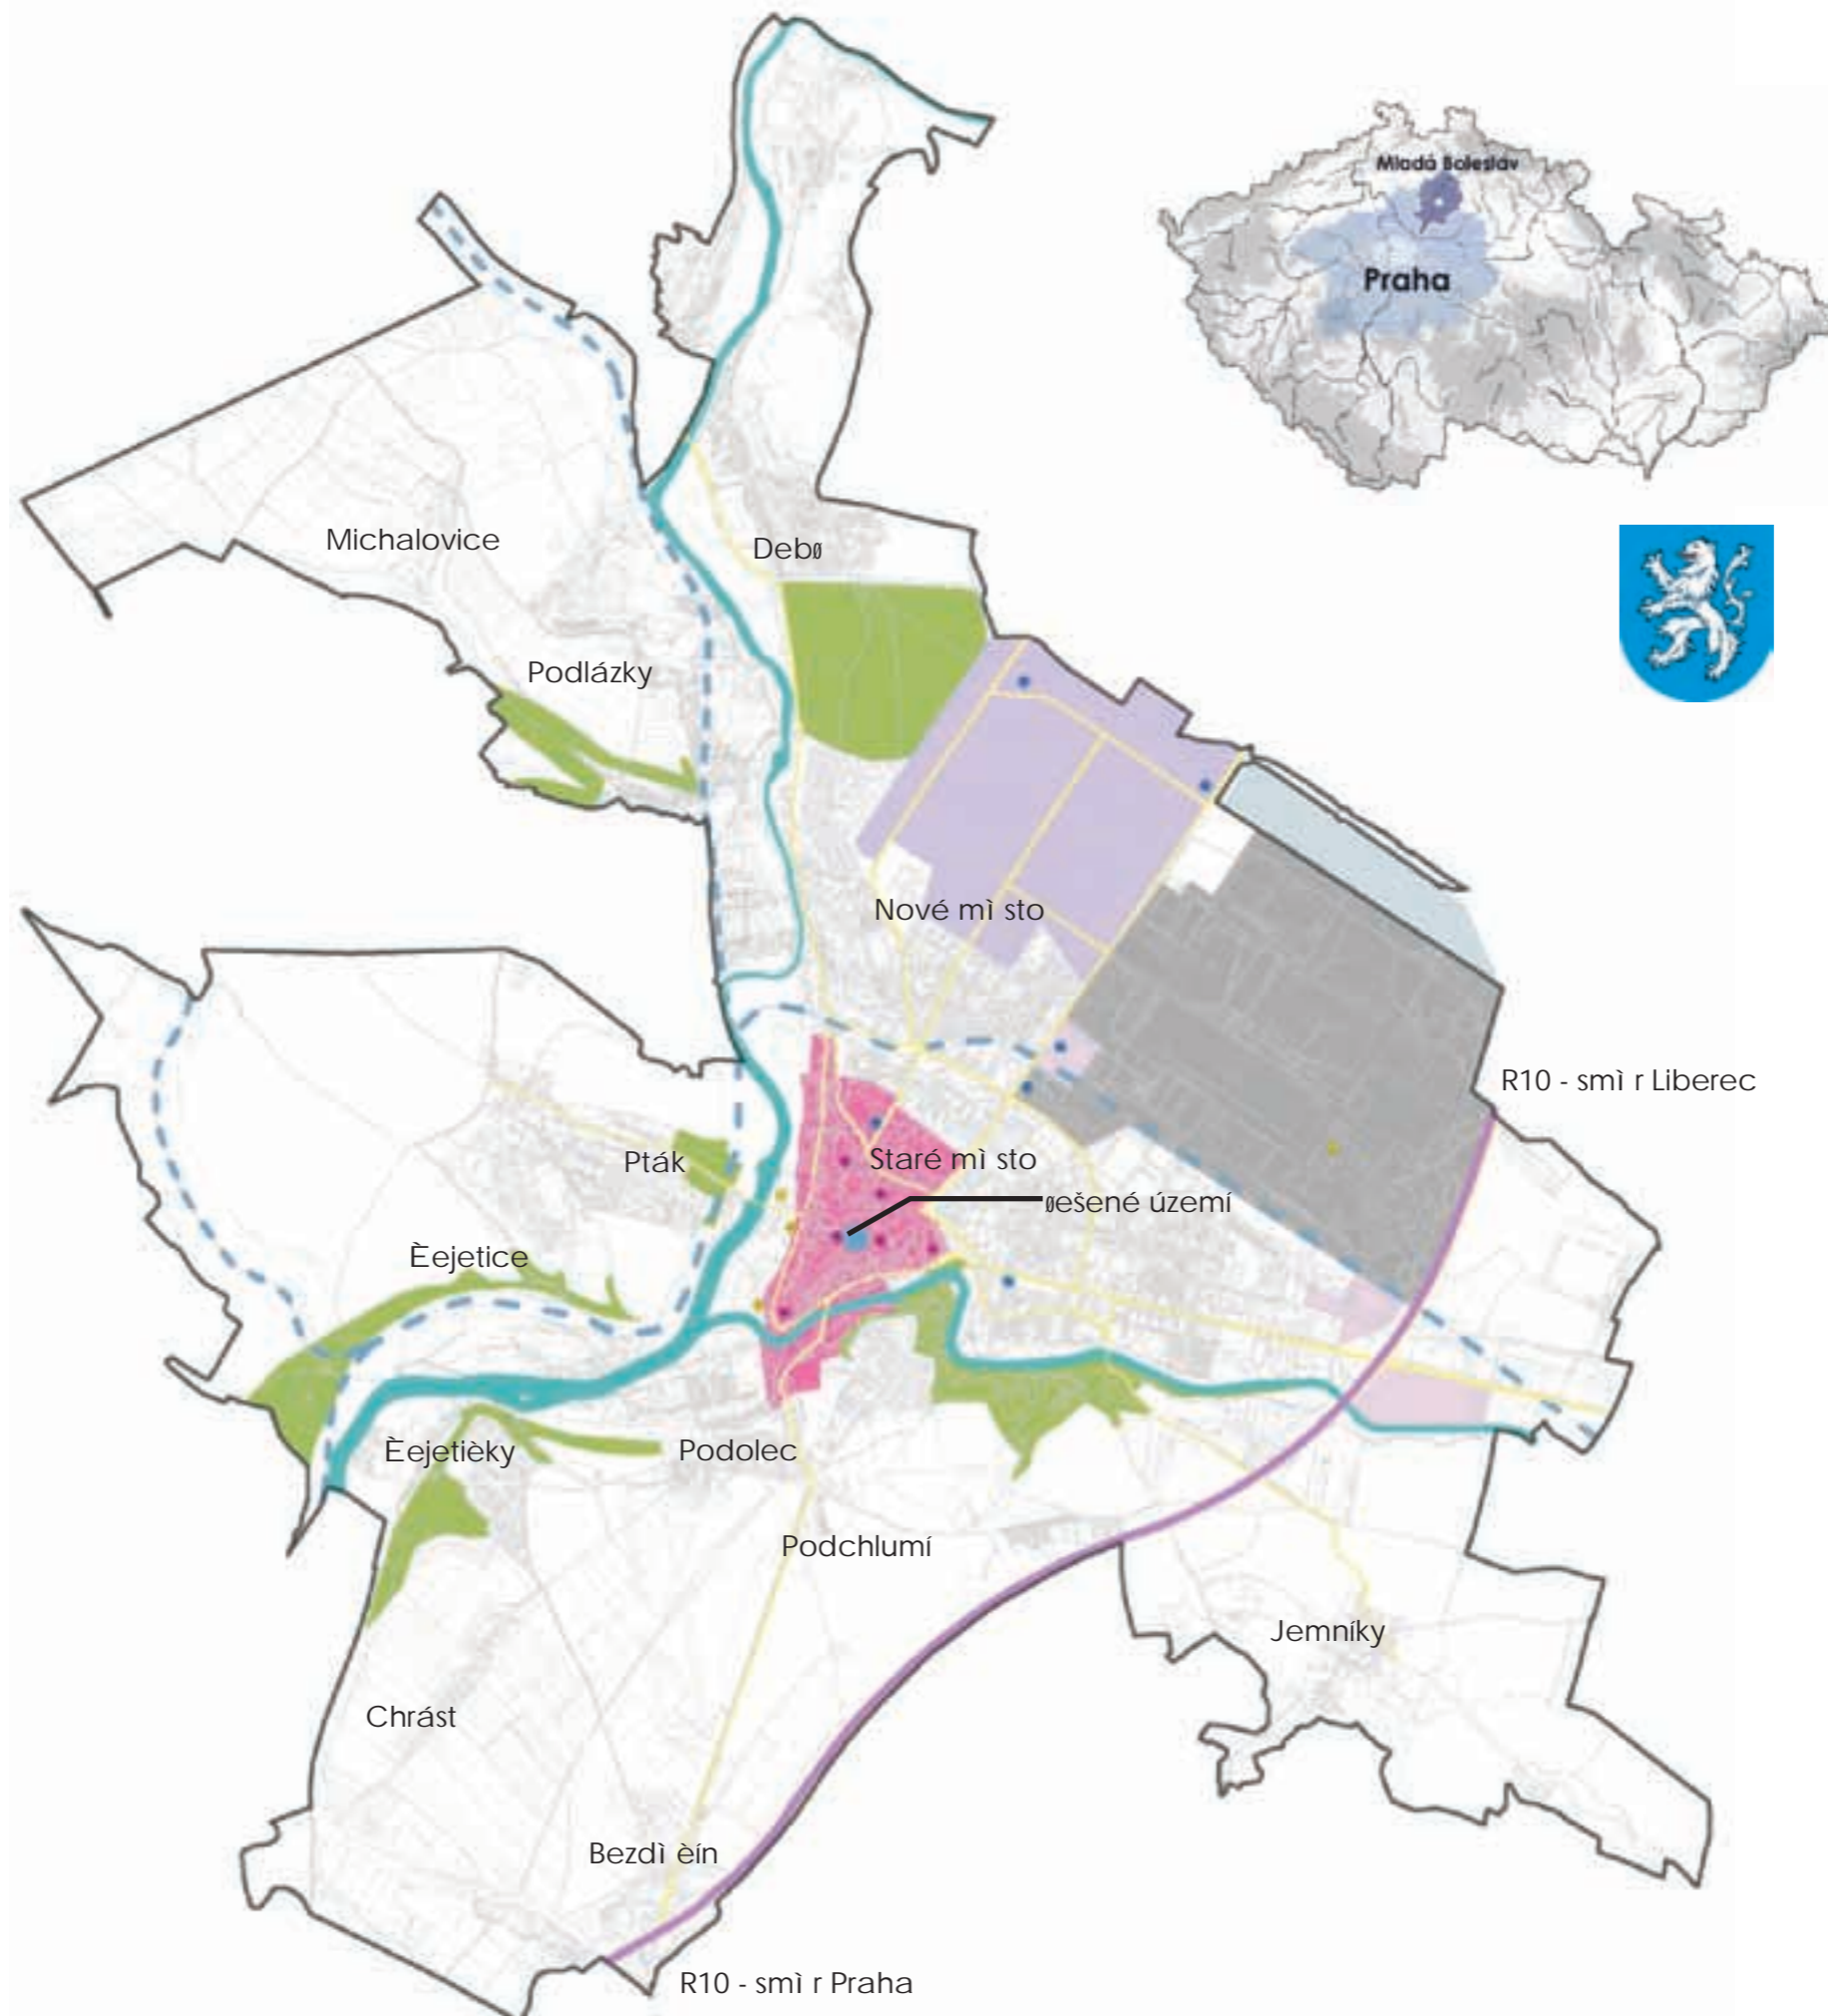 Mladá Boleslav
Praha
Michalovice
Debø
Podlázky
Nové mì sto
R10 - smì r Liberec
Pták
Staré mì sto
øešené území
Èejetice
Èejetièky
Podolec
Podchlumí
Jemníky
Chrást
Bezdì èín
R10 - smì r Praha